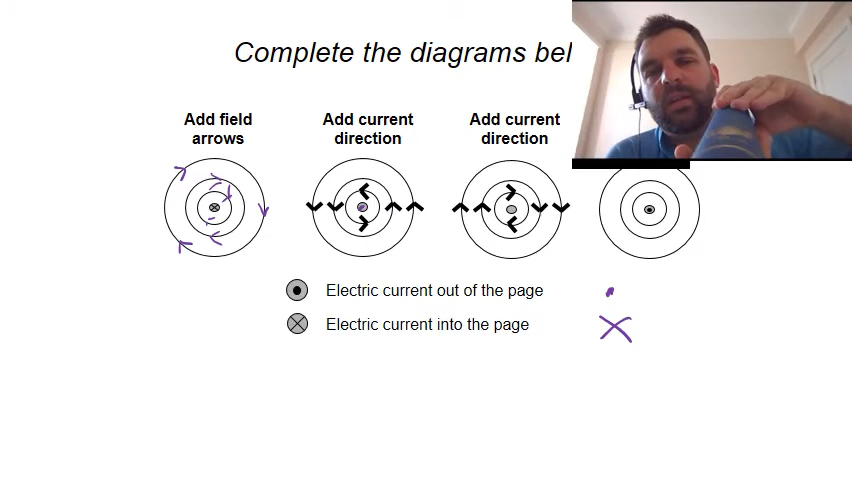 Complete the diagrams bel
Add field
arrows
Add current
direction
Add current
direction
Electric current out of the page
Electric current into the page